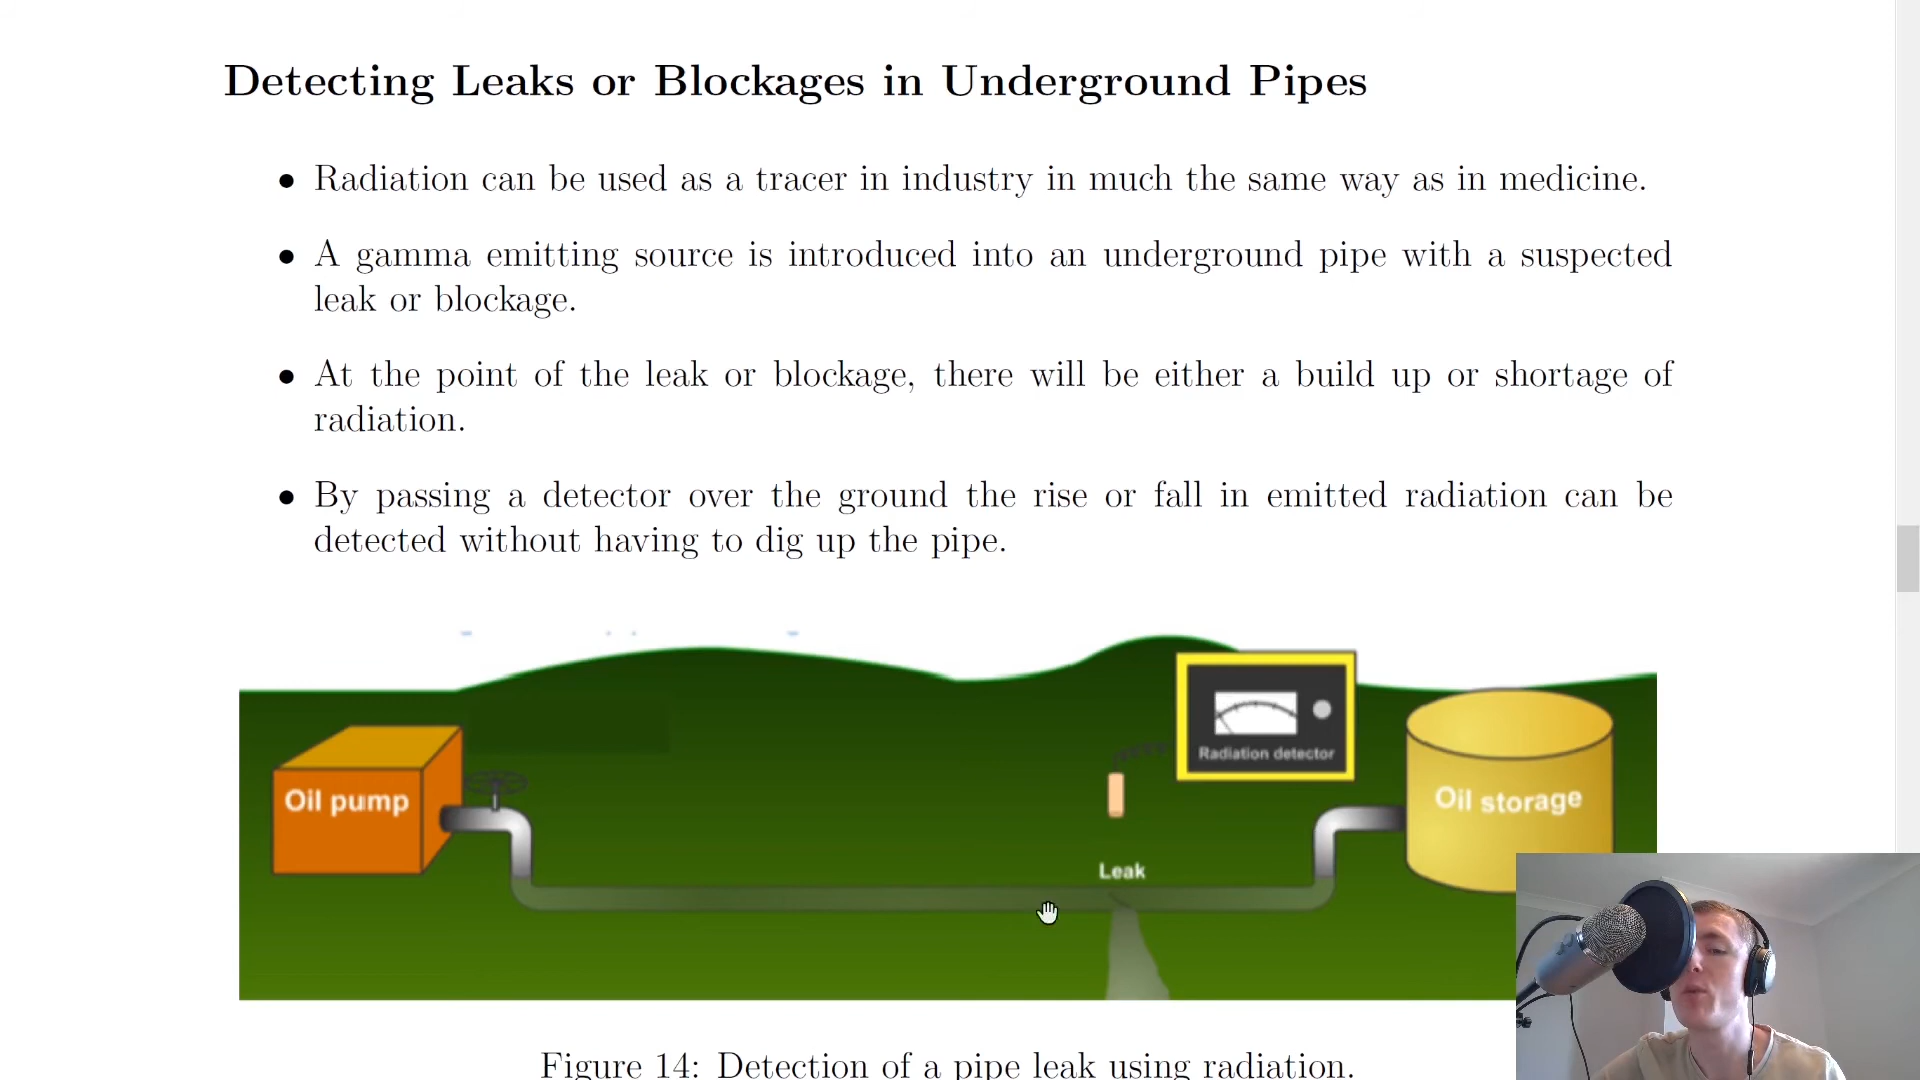 Detecting Leaks or Blockages in Underground Pipes
• Radiation can be used as a tracer in industry in much the same way as in medicine.
• A gamma emitting source is introduced into an underground pipe with a suspected
leak or blockage.
• At the point of the leak or blockage, there will be either a build up or shortage of
radiation.
• By passing a detector over the ground the rise or fall in emitted radiation can be
detected without having to dig up the pipe.
Radiation detector
Oil pump
Oil storage
Leak
Figure 14: Detection of a pipe leak using radiation.